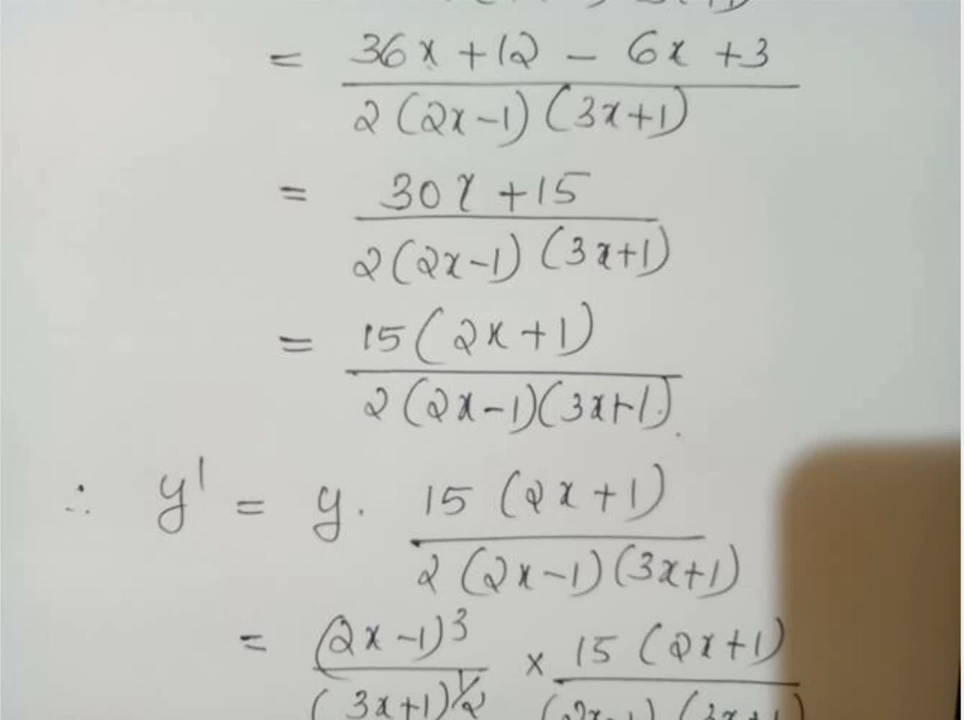 = 36x + 12 - 6x + 3
2(2x-1)(3x+1)
= 30x + 15
2(2x-1)(3x+1)
= 15(2x+1)
2(2x-1)(3x+1)
∴ y' = y. 15(2x+1)
2(2x-1)(3x+1)
= (2x-1)3 × 15(2x+1)
(3x+1)1/2